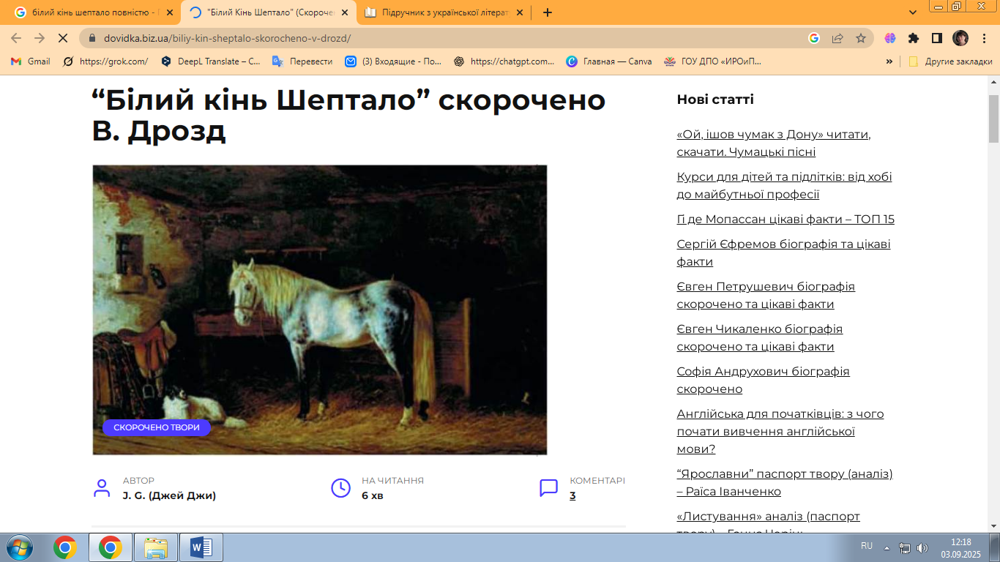 білий кінь шептало повністю -
"Білий Кінь Шептало" (Скорочен
Підручник з української літерат
dovidka.biz.ua/biliy-kin-sheptalo-skorocheno-v-drozd/
Gmail
https://grok.com/
DeepL Translate – C...
Перевести
(3) Входящие - По...
https://chatgpt.com...
Главная — Canva
ГОУ ДПО «ИРОиП...
»
Другие закладки
“Білий кінь Шептало” скорочено
В. Дрозд
СКОРОЧЕНО ТВОРИ
АВТОР
J. G. (Джей Джи)
НА ЧИТАННЯ
6 хв
КОМЕНТАРІ
3
Нові статті
«Ой, ішов чумак з Дону» читати,
скачати. Чумацькі пісні
Курси для дітей та підлітків: від хобі
до майбутньої професії
Гі де Мопассан цікаві факти – ТОП 15
Сергій Єфремов біографія та цікаві
факти
Євген Петрушевич біографія
скорочено та цікаві факти
Євген Чикаленко біографія
скорочено та цікаві факти
Софія Андрухович біографія
скорочено
Англійська для початківців: з чого
почати вивчення англійської
мови?
“Ярославни” паспорт твору (аналіз)
– Раїса Іванченко
«Листування» аналіз (паспорт
RU
12:18
03.09.2025